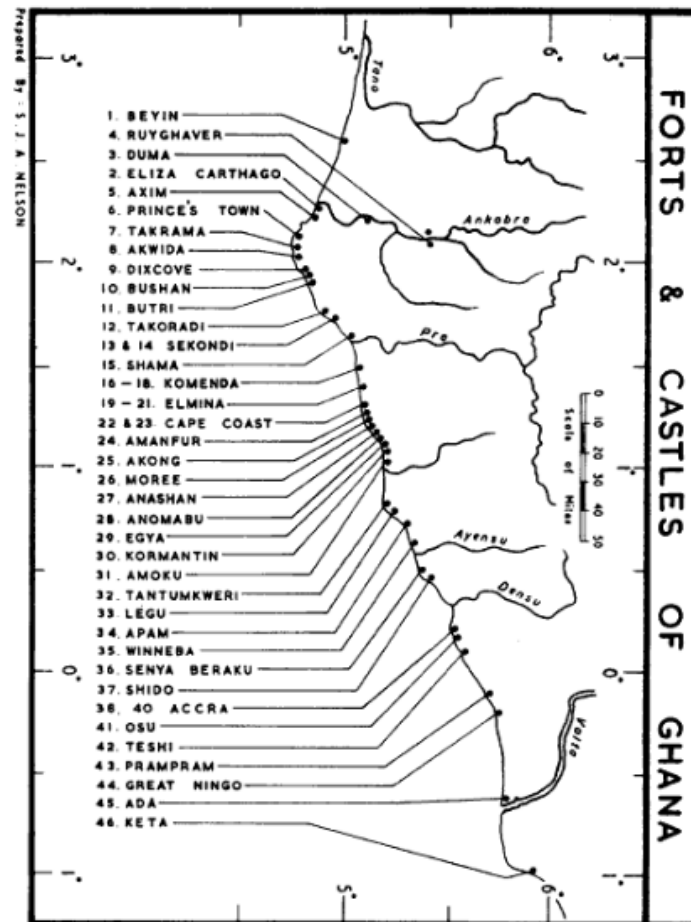 FORTS & CASTLES OF GHANA
Prepared By: S. J. A. NELSON
3°
2°
1°
0°
1°
5°
6°
3°
2°
1°
0°
1°
5°
6°
Tano
Ankobra
Pra
Ayensu
Densu
Volta
0 10 20 30 40 50
Scale of Miles
1. BEYIN
4. RUYGHAVER
3. DUMA
2. ELIZA CARTHAGO
5. AXIM
6. PRINCE'S TOWN
7. TAKRAMA
8. AKWIDA
9. DIXCOVE
10. BUSHAN
11. BUTRI
12. TAKORADI
13 & 14 SEKONDI
15. SHAMA
16 – 18. KOMENDA
19 – 21. ELMINA
22 & 23. CAPE COAST
24. AMANFUR
25. AKONG
26. MOREE
27. ANASHAN
28. ANOMABU
29. EGYA
30. KORMANTIN
31. AMOKU
32. TANTUMKWERI
33. LEGU
34. APAM
35. WINNEBA
36. SENYA BERAKU
37. SHIDO
38, 40 ACCRA
41. OSU
42. TESHI
43. PRAMPRAM
44. GREAT NINGO
45. ADA
46. KETA